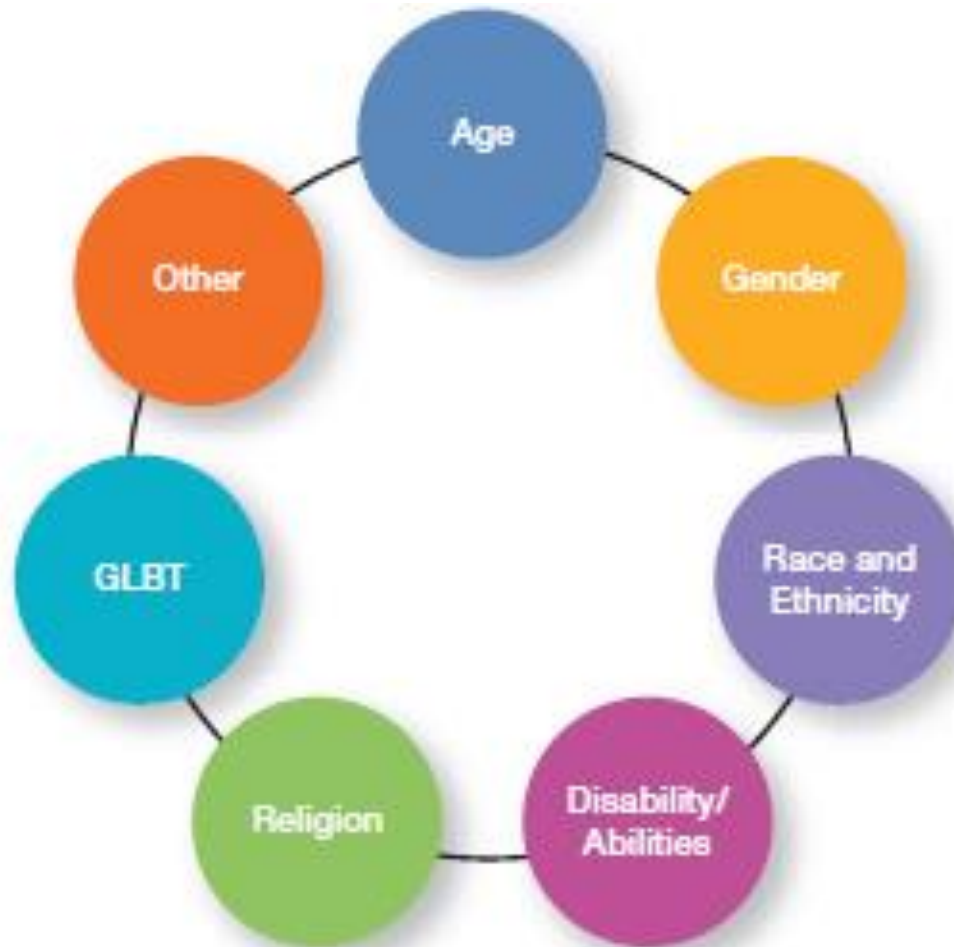 Age
Gender
Race and
Ethnicity
Disability/
Abilities
Religion
GLBT
Other